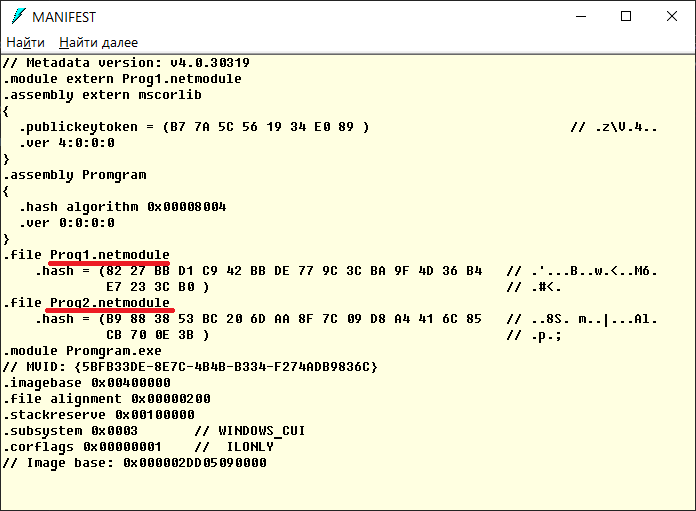 MANIFEST
Найти Найти далее
// Metadata version: v4.0.30319
.module extern Prog1.netmodule
.assembly extern mscorlib
{
  .publickeytoken = (B7 7A 5C 56 19 34 E0 89 )                         // .z\V.4..
  .ver 4:0:0:0
}
.assembly Promgram
{
  .hash algorithm 0x00008004
  .ver 0:0:0:0
}
.file Prog1.netmodule
    .hash = (82 27 BB D1 C9 42 BB DE 77 9C 3C BA 9F 4D 36 B4   // .'...B..w.<..M6.
             E7 23 3C B0 )                                     // .#<.
.file Prog2.netmodule
    .hash = (B9 88 38 53 BC 20 6D AA 8F 7C 09 D8 A4 41 6C 85   // ..8S. m..|...Al.
             CB 70 0E 3B )                                     // .p.;
.module Promgram.exe
// MVID: {5BFB33DE-8E7C-4B4B-B334-F274ADB9836C}
.imagebase 0x00400000
.file alignment 0x00000200
.stackreserve 0x00100000
.subsystem 0x0003       // WINDOWS_CUI
.corflags 0x00000001    //  ILONLY
// Image base: 0x000002DD05090000